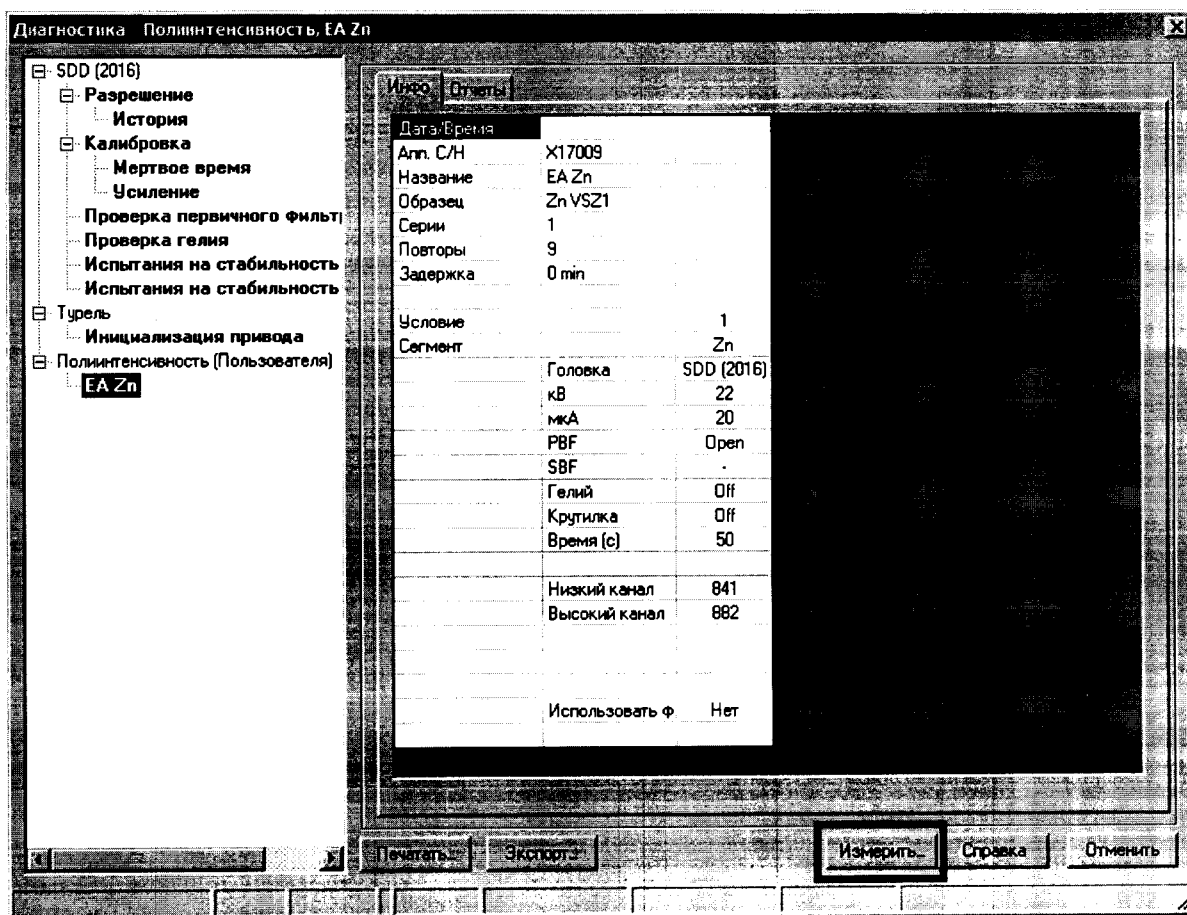 Диагностика Полиинтенсивность, EA Zn
SDD (2016)
Разрешение
История
Калибровка
Мертвое время
Усиление
Проверка первичного фильт
Проверка гелия
Испытания на стабильность
Испытания на стабильность
Турель
Инициализация привода
Полиинтенсивность (Пользователя)
EA Zn
Инфо Отчеты
Дата/Время
Апп. С/Н X17009
Название EA Zn
Образец Zn VSZ1
Серии 1
Повторы 9
Задержка 0 min
Условие 1
Сегмент Zn
Головка SDD (2016)
кВ 22
мкА 20
PBF Open
SBF -
Гелий Off
Крутилка Off
Время (с) 50
Низкий канал 841
Высокий канал 882
Использовать Ф Нет
Печатать... Экспорт... Измерить... Справка Отменить